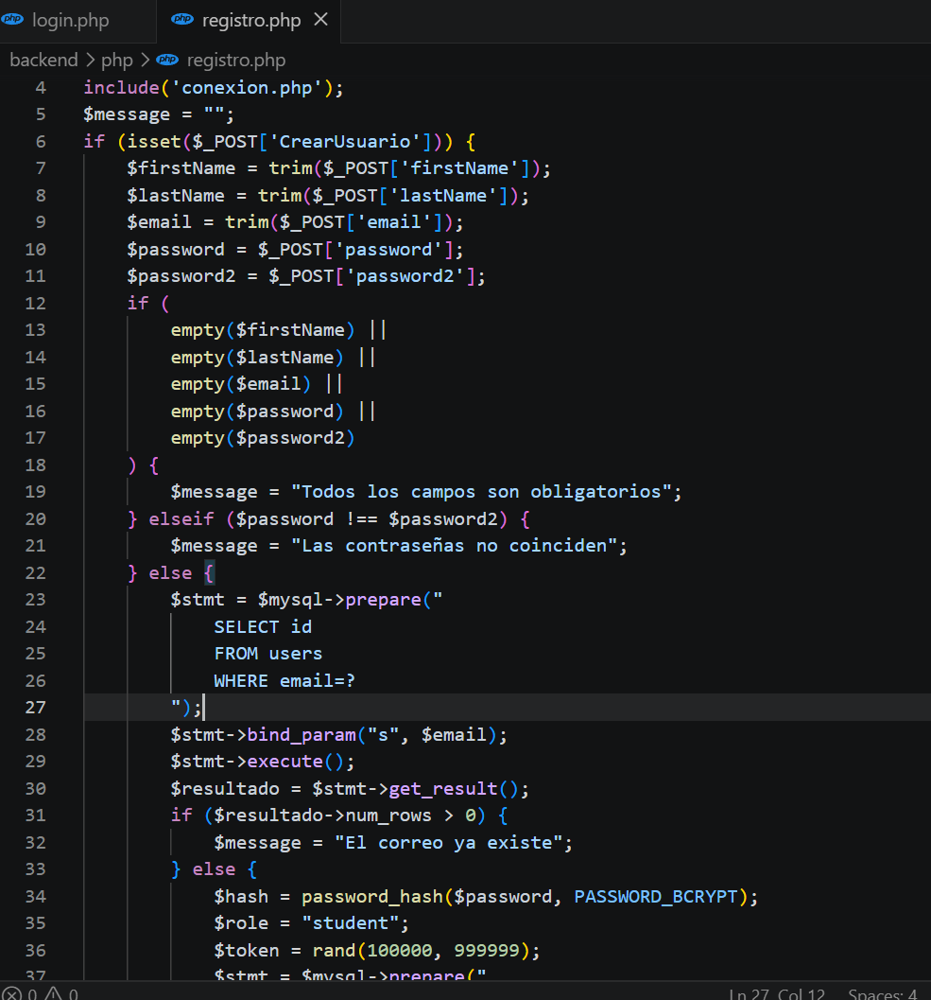 php login.php php registro.php ×
backend > php > php registro.php
4 include('conexion.php');
5 $message = "";
6 if (isset($_POST['CrearUsuario'])) {
7 $firstName = trim($_POST['firstName']);
8 $lastName = trim($_POST['lastName']);
9 $email = trim($_POST['email']);
10 $password = $_POST['password'];
11 $password2 = $_POST['password2'];
12 if (
13 empty($firstName) ||
14 empty($lastName) ||
15 empty($email) ||
16 empty($password) ||
17 empty($password2)
18 ) {
19 $message = "Todos los campos son obligatorios";
20 } elseif ($password !== $password2) {
21 $message = "Las contraseñas no coinciden";
22 } else {
23 $stmt = $mysql->prepare("
24 SELECT id
25 FROM users
26 WHERE email=?
27 ");
28 $stmt->bind_param("s", $email);
29 $stmt->execute();
30 $resultado = $stmt->get_result();
31 if ($resultado->num_rows > 0) {
32 $message = "El correo ya existe";
33 } else {
34 $hash = password_hash($password, PASSWORD_BCRYPT);
35 $role = "student";
36 $token = rand(100000, 999999);
37 $stmt = $mysql->prepare("
0 0 Ln 27, Col 12 Spaces: 4